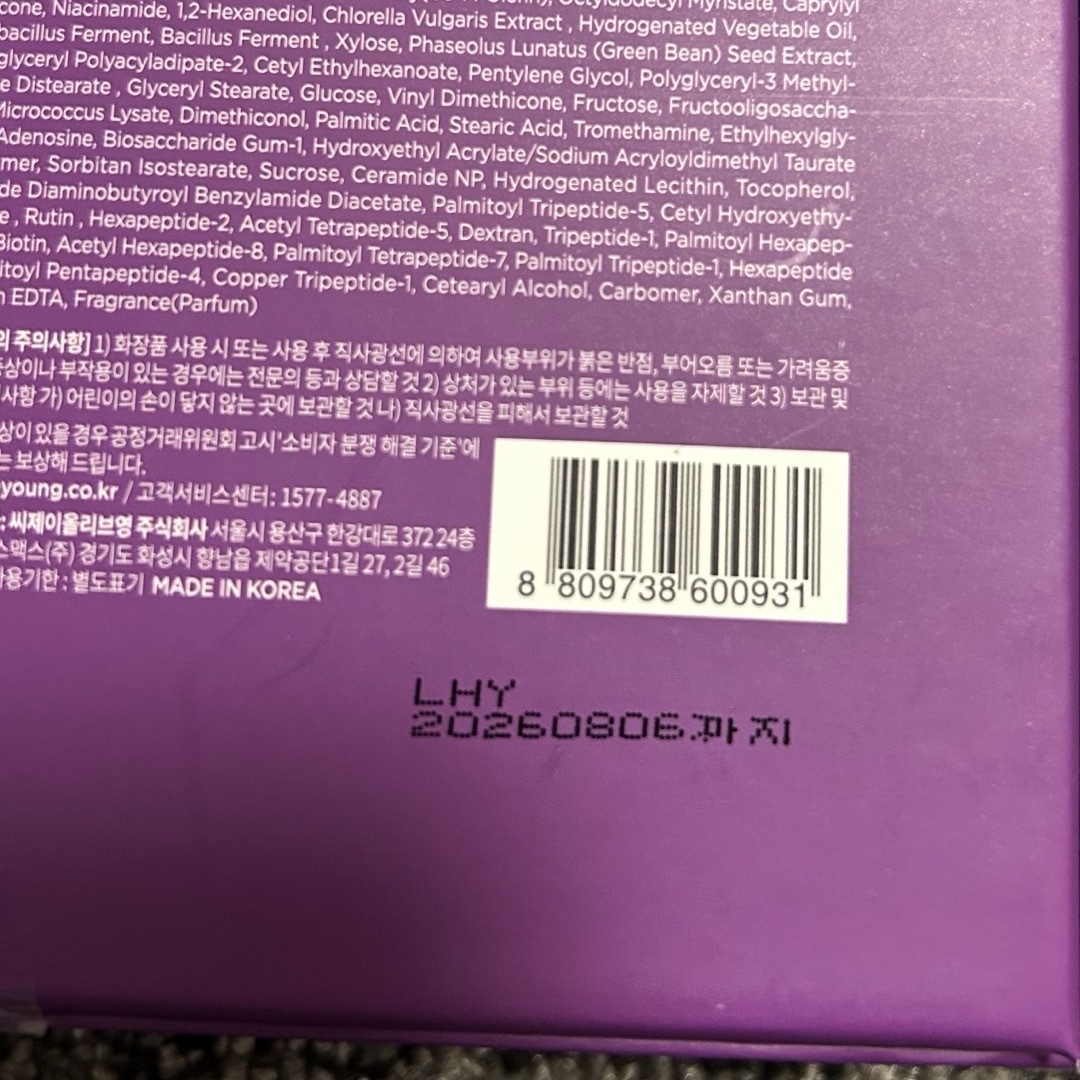 Myristate, Caprylyl
Niacinamide, 1,2-Hexanediol, Chlorella Vulgaris Extract , Hydrogenated Vegetable Oil,
Ferment, Bacillus Ferment , Xylose, Phaseolus Lunatus (Green Bean) Seed Extract,
glyceryl Polyacyladipate-2, Cetyl Ethylhexanoate, Pentylene Glycol, Polyglyceryl-3 Methyl-
e Distearate , Glyceryl Stearate, Glucose, Vinyl Dimethicone, Fructose, Fructooligosaccha-
Micrococcus Lysate, Dimethiconol, Palmitic Acid, Stearic Acid, Tromethamine, Ethylhexylgly-
Adenosine, Biosaccharide Gum-1, Hydroxyethyl Acrylate/Sodium Acryloyldimethyl Taurate
mer, Sorbitan Isostearate, Sucrose, Ceramide NP, Hydrogenated Lecithin, Tocopherol,
de Diaminobutyroyl Benzylamide Diacetate, Palmitoyl Tripeptide-5, Cetyl Hydroxyethy-
e , Rutin , Hexapeptide-2, Acetyl Tetrapeptide-5, Dextran, Tripeptide-1, Palmitoyl Hexapep-
Biotin, Acetyl Hexapeptide-8, Palmitoyl Tetrapeptide-7, Palmitoyl Tripeptide-1, Hexapeptide
itoyl Pentapeptide-4, Copper Tripeptide-1, Cetearyl Alcohol, Carbomer, Xanthan Gum,
EDTA, Fragrance(Parfum)
의 주의사항] 1) 화장품 사용 시 또는 사용 후 직사광선에 의하여 사용부위가 붉은 반점, 부어오름 또는 가려움증
상이나 부작용이 있는 경우에는 전문의 등과 상담할 것 2) 상처가 있는 부위 등에는 사용을 자제할 것 3) 보관 및
사항 가) 어린이의 손이 닿지 않는 곳에 보관할 것 나) 직사광선을 피해서 보관할 것
상이 있을 경우 공정거래위원회 고시 '소비자 분쟁 해결 기준'에
는 보상해 드립니다.
young.co.kr / 고객서비스센터: 1577-4887
: 씨제이올리브영 주식회사 서울시 용산구 한강대로 372 24층
스맥스(주) 경기도 화성시 향남읍 제약공단1길 27, 2길 46
사용기한 : 별도표기 MADE IN KOREA
8 809738 600931
LHY
20260806까지